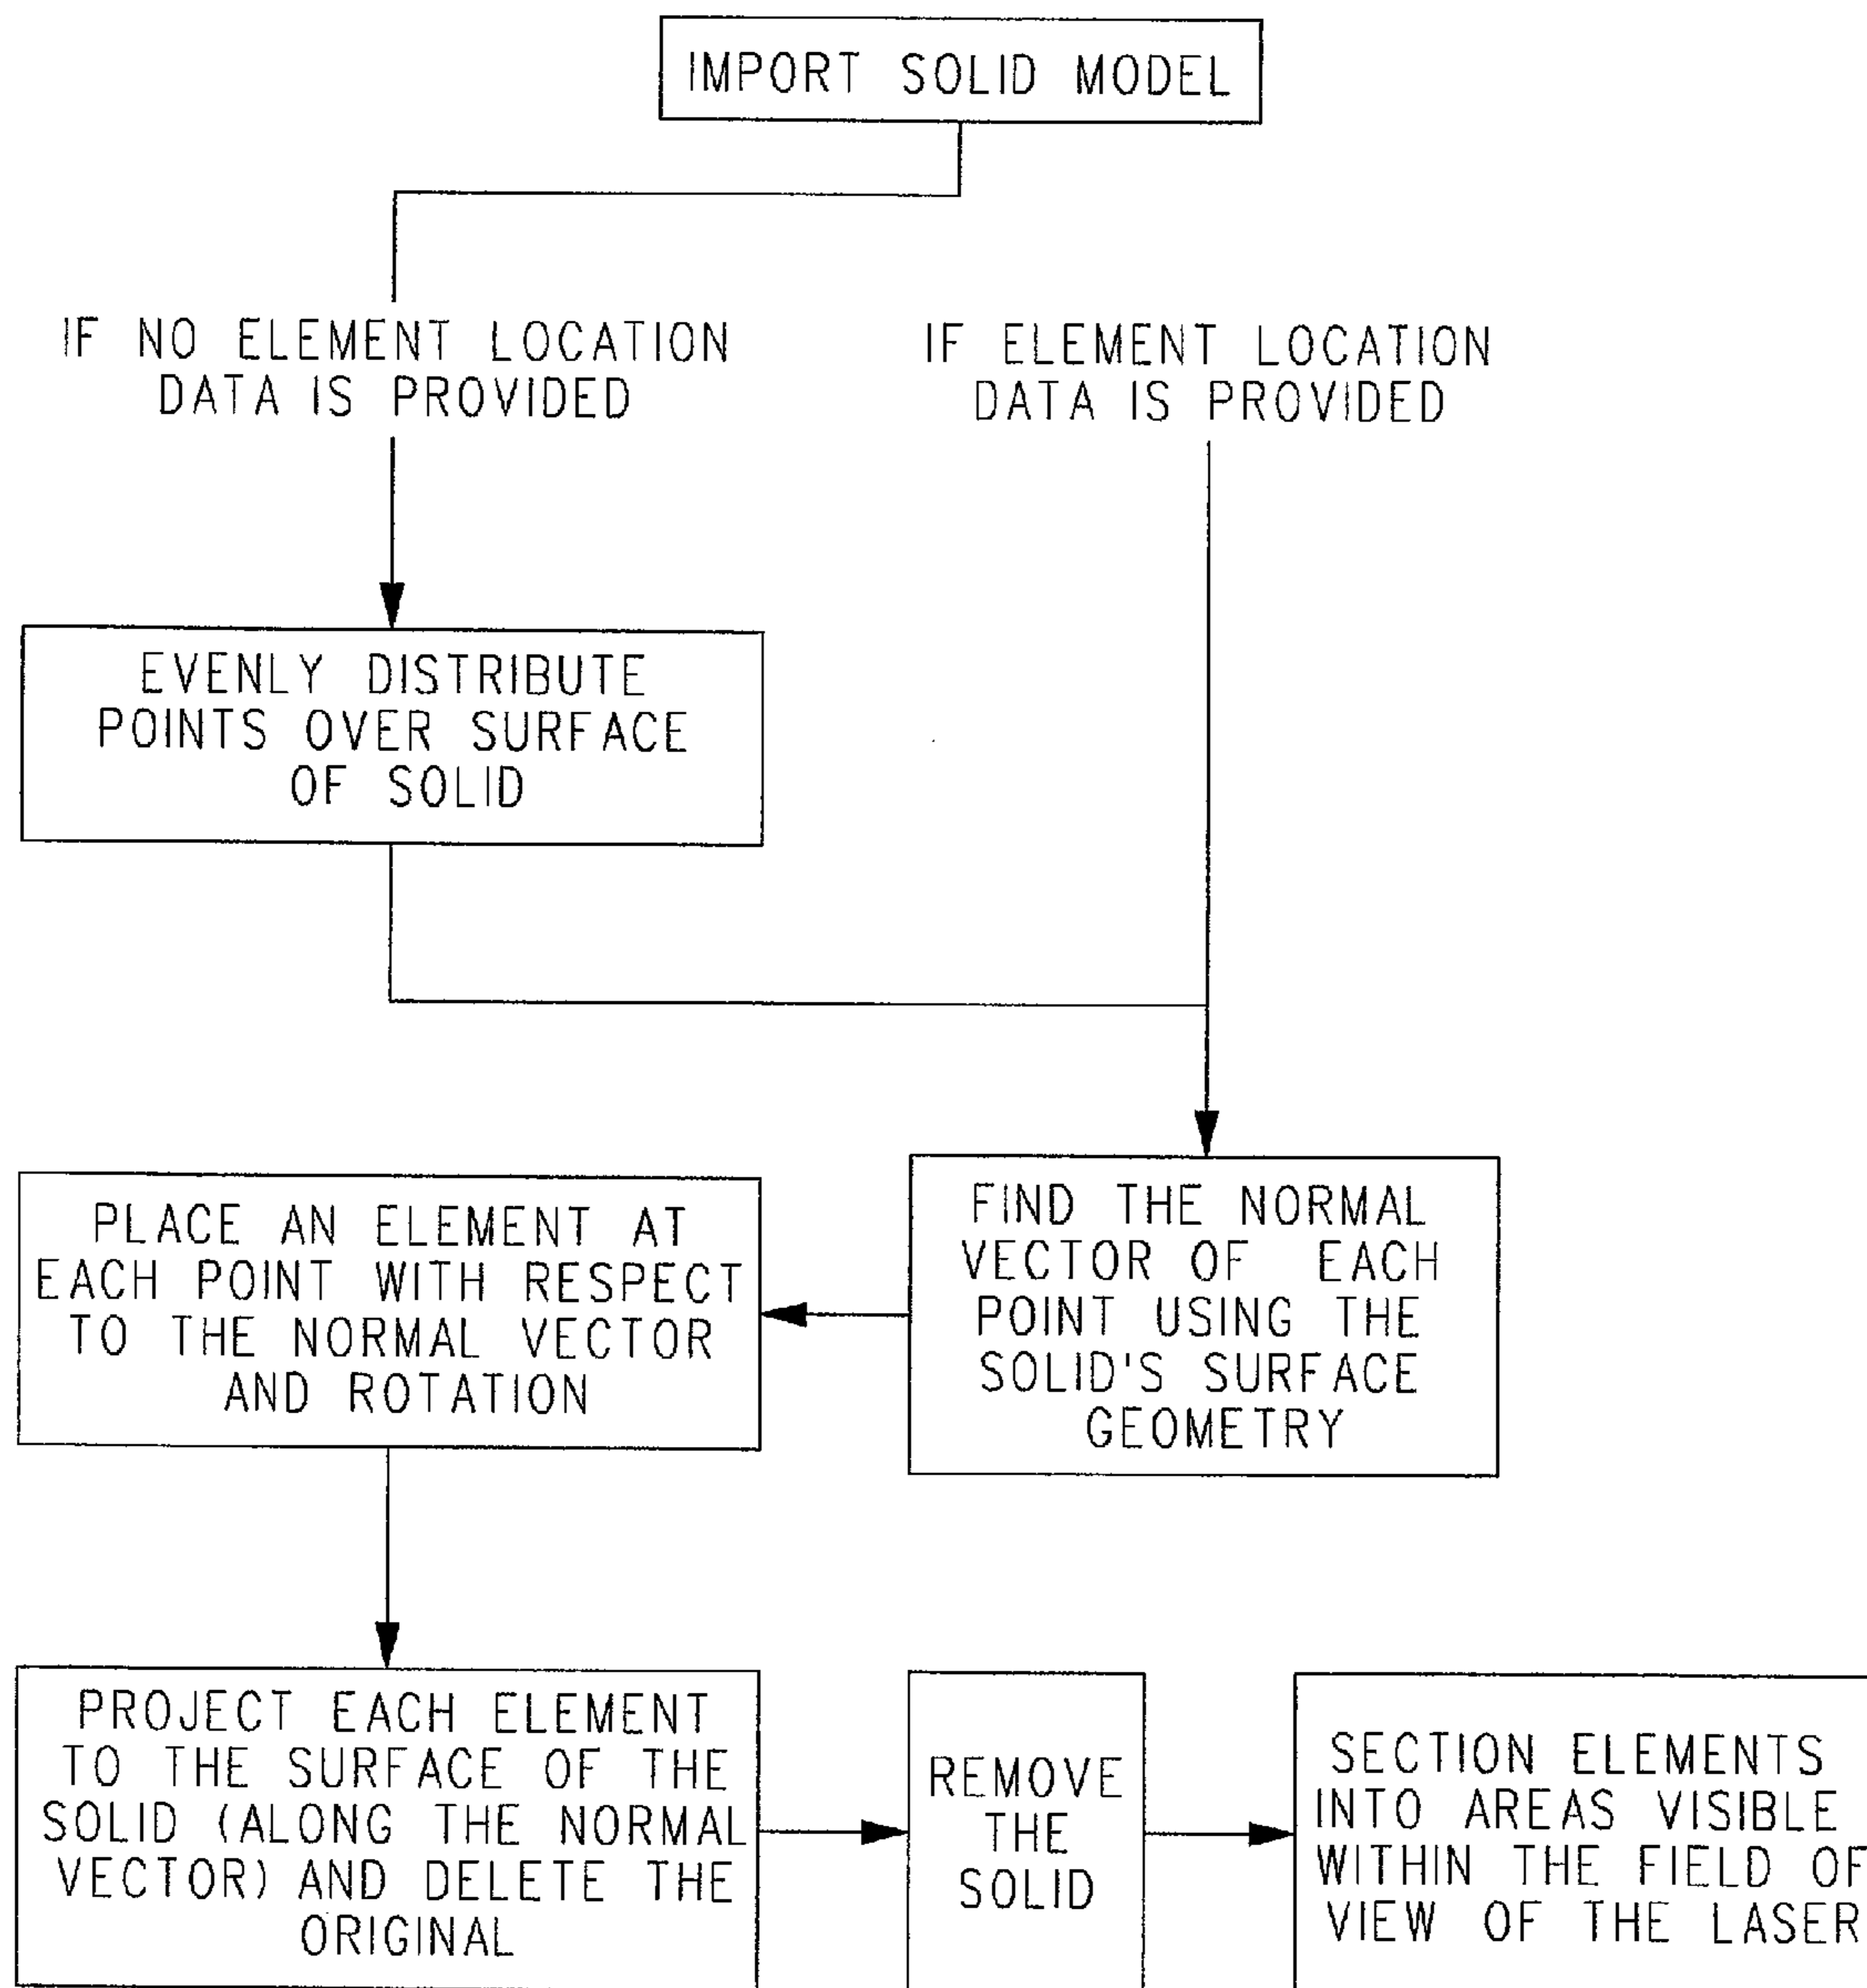 IMPORT SOLID MODEL
IF NO ELEMENT LOCATION
DATA IS PROVIDED
IF ELEMENT LOCATION
DATA IS PROVIDED
EVENLY DISTRIBUTE
POINTS OVER SURFACE
OF SOLID
FIND THE NORMAL
VECTOR OF EACH
POINT USING THE
SOLID'S SURFACE
GEOMETRY
PLACE AN ELEMENT AT
EACH POINT WITH RESPECT
TO THE NORMAL VECTOR
AND ROTATION
PROJECT EACH ELEMENT
TO THE SURFACE OF THE
SOLID (ALONG THE NORMAL
VECTOR) AND DELETE THE
ORIGINAL
REMOVE
THE
SOLID
SECTION ELEMENTS
INTO AREAS VISIBLE
WITHIN THE FIELD OF
VIEW OF THE LASER